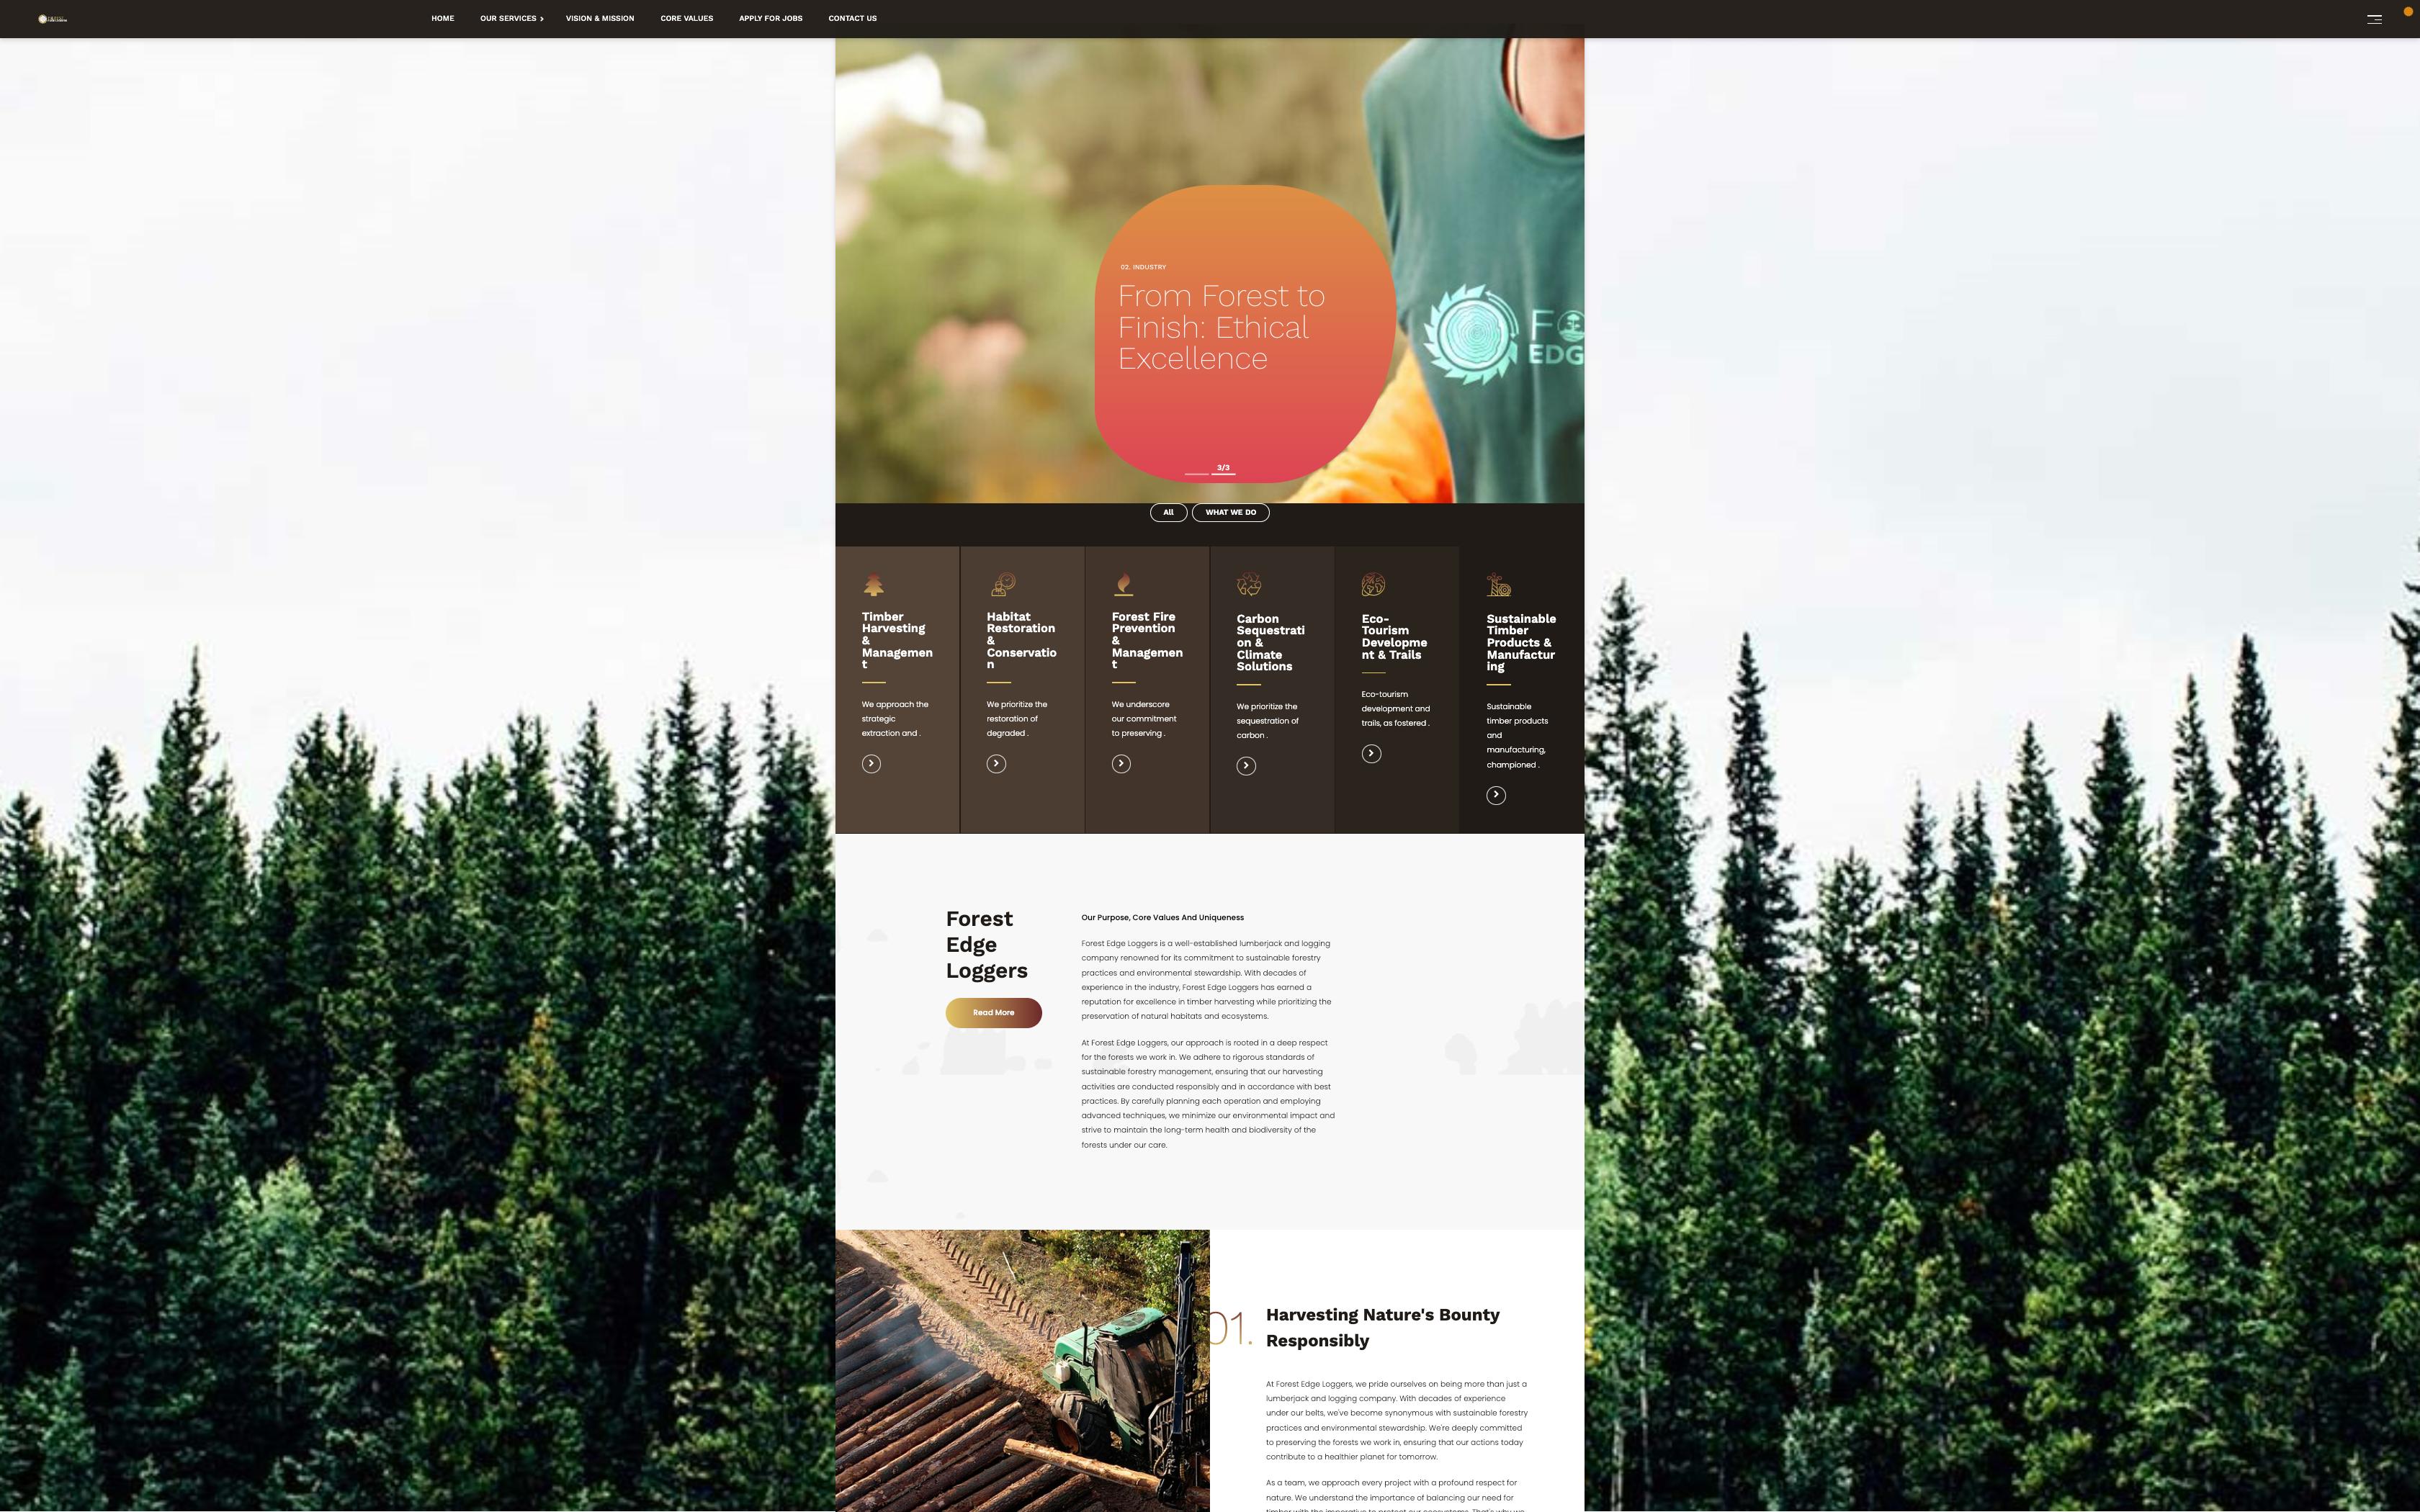 HOME
OUR SERVICES
VISION & MISSION
CORE VALUES
APPLY FOR JOBS
CONTACT US
02. INDUSTRY
From Forest to
Finish: Ethical
Excellence
EDG
3/3
All
WHAT WE DO
Timber
Harvesting
&
Managemen
t
We approach the
strategic
extraction and .
Habitat
Restoration
&
Conservatio
n
We prioritize the
restoration of
degraded .
Forest Fire
Prevention
&
Managemen
t
We underscore
our commitment
to preserving .
Carbon
Sequestrati
on &
Climate
Solutions
We prioritize the
sequestration of
carbon .
Eco-
Tourism
Developme
nt & Trails
Eco-tourism
development and
trails, as fostered .
Sustainable
Timber
Products &
Manufactur
ing
Sustainable
timber products
and
manufacturing,
championed .
Forest
Edge
Loggers
Read More
Our Purpose, Core Values And Uniqueness
Forest Edge Loggers is a well-established lumberjack and logging
company renowned for its commitment to sustainable forestry
practices and environmental stewardship. With decades of
experience in the industry, Forest Edge Loggers has earned a
reputation for excellence in timber harvesting while prioritizing the
preservation of natural habitats and ecosystems.
At Forest Edge Loggers, our approach is rooted in a deep respect
for the forests we work in. We adhere to rigorous standards of
sustainable forestry management, ensuring that our harvesting
activities are conducted responsibly and in accordance with best
practices. By carefully planning each operation and employing
advanced techniques, we minimize our environmental impact and
strive to maintain the long-term health and biodiversity of the
forests under our care.
01.
Harvesting Nature's Bounty
Responsibly
At Forest Edge Loggers, we pride ourselves on being more than just a
lumberjack and logging company. With decades of experience
under our belts, we've become synonymous with sustainable forestry
practices and environmental stewardship. We're deeply committed
to preserving the forests we work in, ensuring that our actions today
contribute to a healthier planet for tomorrow.
As a team, we approach every project with a profound respect for
nature. We understand the importance of balancing our need for